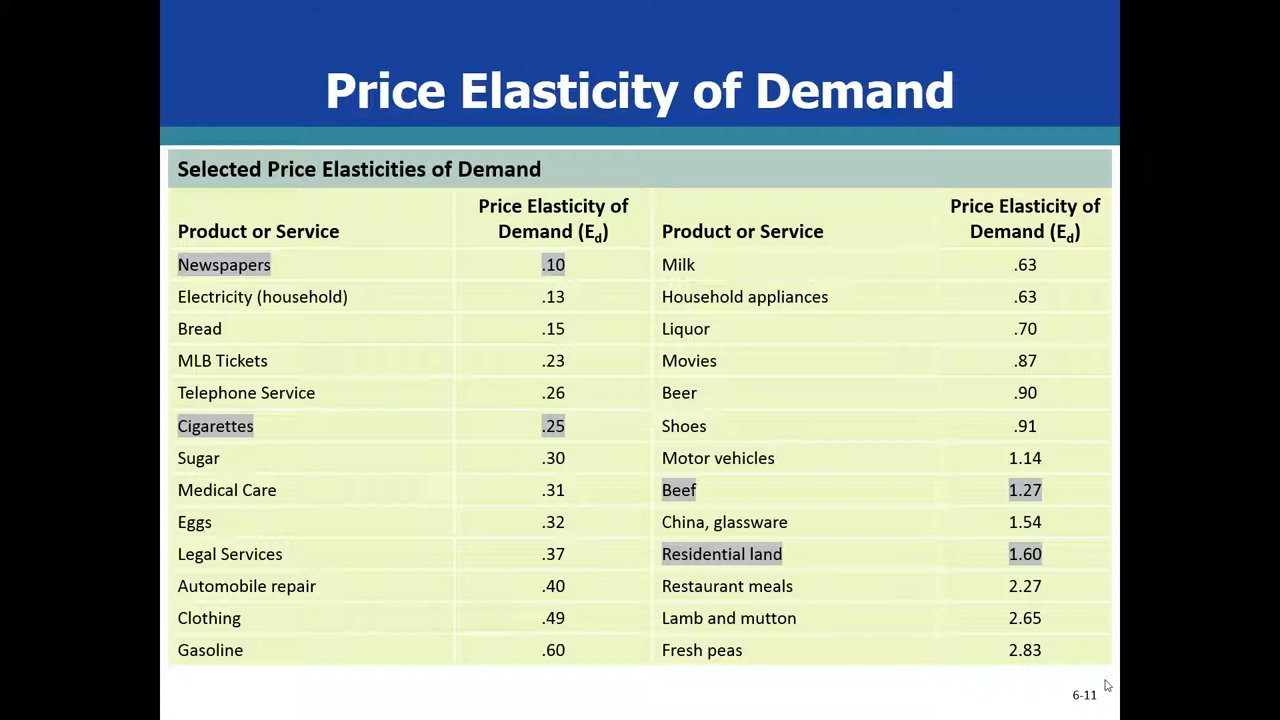 Price Elasticity of Demand
Selected Price Elasticities of Demand
Product or Service Price Elasticity of Demand (Ed) Product or Service Price Elasticity of Demand (Ed)
Newspapers .10 Milk .63
Electricity (household) .13 Household appliances .63
Bread .15 Liquor .70
MLB Tickets .23 Movies .87
Telephone Service .26 Beer .90
Cigarettes .25 Shoes .91
Sugar .30 Motor vehicles 1.14
Medical Care .31 Beef 1.27
Eggs .32 China, glassware 1.54
Legal Services .37 Residential land 1.60
Automobile repair .40 Restaurant meals 2.27
Clothing .49 Lamb and mutton 2.65
Gasoline .60 Fresh peas 2.83
6-11